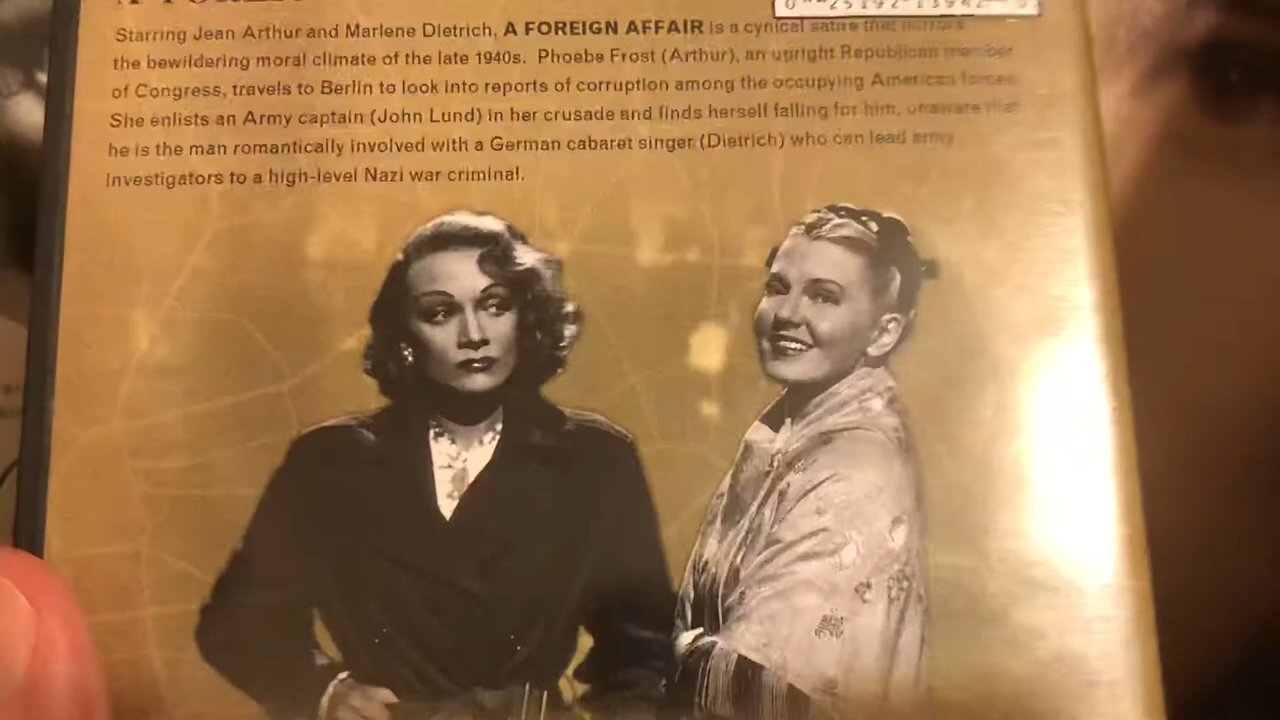 Starring Jean Arthur and Marlene Dietrich, A FOREIGN AFFAIR is a cynical satire that mirrors
the bewildering moral climate of the late 1940s. Phoebe Frost (Arthur), an upright Republican member
of Congress, travels to Berlin to look into reports of corruption among the occupying American forces.
She enlists an Army captain (John Lund) in her crusade and finds herself falling for him, unaware that
he is the man romantically involved with a German cabaret singer (Dietrich) who can lead army
investigators to a high-level Nazi war criminal.